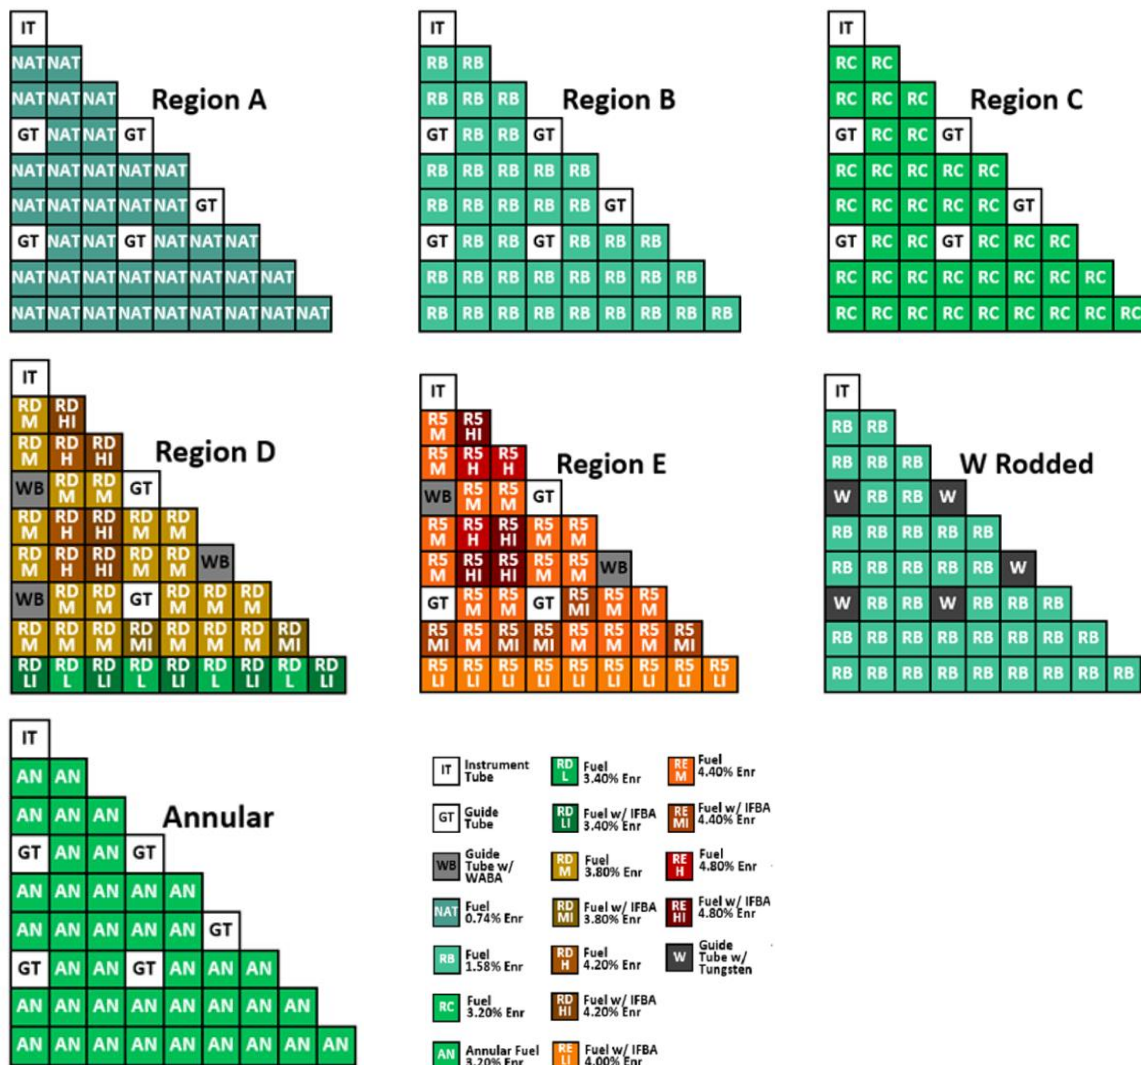 IT
NAT NAT
NAT NAT NAT
Region A
GT NAT NAT GT
NAT NAT NAT NAT NAT
NAT NAT NAT NAT NAT GT
GT NAT NAT GT NAT NAT NAT
NAT NAT NAT NAT NAT NAT NAT NAT
NAT NAT NAT NAT NAT NAT NAT NAT NAT
IT
RB RB
RB RB RB
Region B
GT RB RB GT
RB RB RB RB RB
RB RB RB RB RB GT
GT RB RB GT RB RB RB
RB RB RB RB RB RB RB RB
RB RB RB RB RB RB RB RB RB
IT
RC RC
RC RC RC
Region C
GT RC RC GT
RC RC RC RC RC
RC RC RC RC RC GT
GT RC RC GT RC RC RC
RC RC RC RC RC RC RC RC
RC RC RC RC RC RC RC RC RC
IT
RD RD
M HI
RD RD RD
M H HI
Region D
WB RD RD GT
M M
RD RD RD RD RD
M H HI M M
RD RD RD RD RD WB
M H HI M M
WB RD RD GT RD RD RD
M M M M M
RD RD RD RD RD RD RD RD
M M M MI M M M MI
RD RD RD RD RD RD RD RD RD
LI L LI L LI L LI L LI
IT
R5 R5
M HI
R5 R5 R5
M H H
Region E
WB R5 R5 GT
M M
R5 R5 R5 R5 R5
M H HI M M
R5 R5 R5 R5 R5 WB
M HI HI M M
GT R5 R5 GT R5 R5 R5
M M MI M M
R5 R5 R5 R5 R5 R5 R5 R5
MI M MI MI M M M MI
R5 R5 R5 R5 R5 R5 R5 R5 R5
LI LI LI LI LI LI LI LI LI
IT
RB RB
RB RB RB
W Rodded
W RB RB W
RB RB RB RB RB
RB RB RB RB RB W
W RB RB W RB RB RB
RB RB RB RB RB RB RB RB
RB RB RB RB RB RB RB RB RB
IT
AN AN
AN AN AN
Annular
GT AN AN GT
AN AN AN AN AN
AN AN AN AN AN GT
GT AN AN GT AN AN AN
AN AN AN AN AN AN AN AN
AN AN AN AN AN AN AN AN AN
IT Instrument
Tube
GT Guide
Tube
WB Guide
Tube w/
WABA
NAT Fuel
0.74% Enr
RB Fuel
1.58% Enr
RC Fuel
3.20% Enr
AN Annular Fuel
3.20% Enr
RD Fuel
L 3.40% Enr
RD Fuel w/ IFBA
LI 3.40% Enr
RD Fuel
M 3.80% Enr
RD Fuel w/ IFBA
MI 3.80% Enr
RD Fuel
H 4.20% Enr
RD Fuel w/ IFBA
HI 4.20% Enr
RE Fuel w/ IFBA
LI 4.00% Enr
RE Fuel
M 4.40% Enr
RE Fuel w/ IFBA
MI 4.40% Enr
RE Fuel
H 4.80% Enr
RE Fuel w/ IFBA
HI 4.80% Enr
W Guide
Tube w/
Tungsten